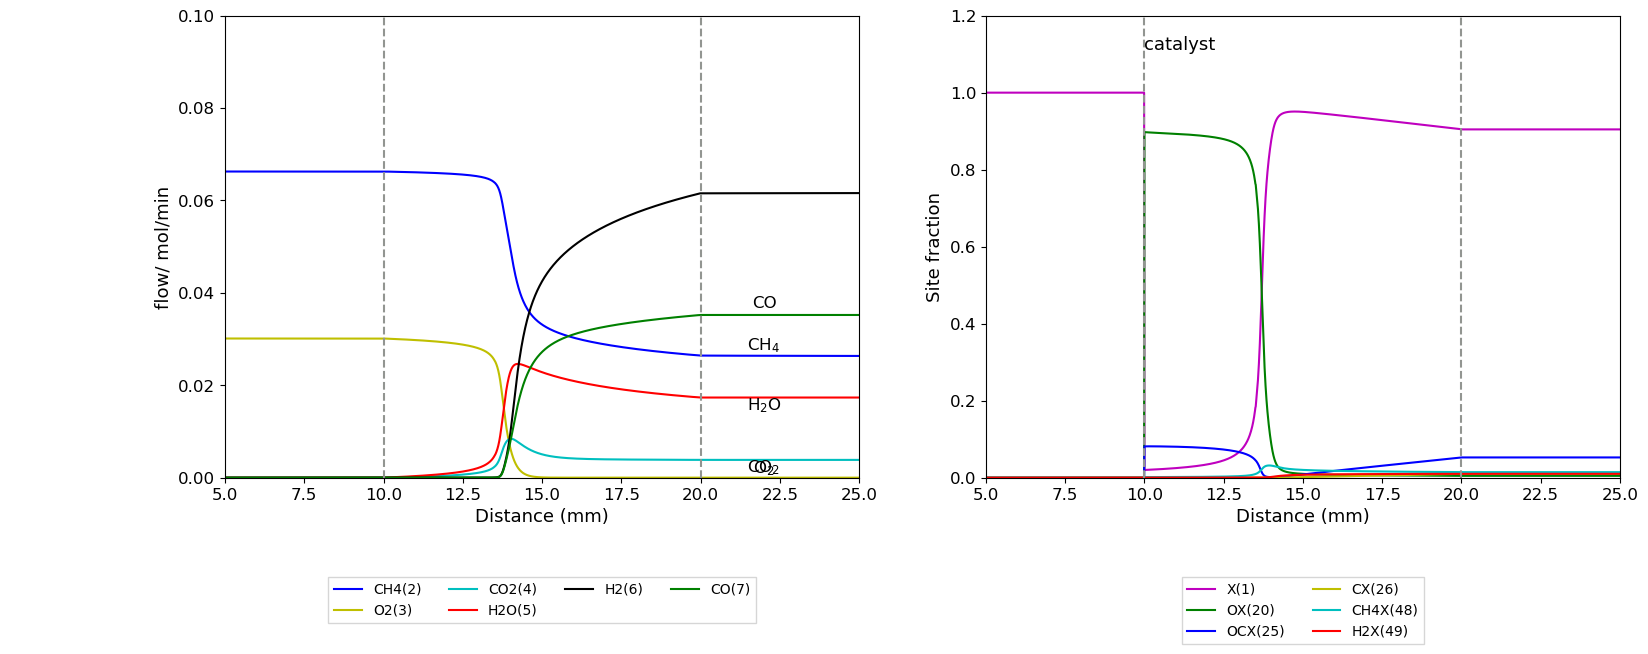 0.10
0.08
0.06
0.04
0.02
0.00
flow/ mol/min
CO
CH4
H2O
CO2
O2
5.0 7.5 10.0 12.5 15.0 17.5 20.0 22.5 25.0
Distance (mm)
CH4(2) CO2(4) H2(6) CO(7)
O2(3) H2O(5)
1.2
1.0
0.8
0.6
0.4
0.2
0.0
Site fraction
catalyst
5.0 7.5 10.0 12.5 15.0 17.5 20.0 22.5 25.0
Distance (mm)
X(1) CX(26)
OX(20) CH4X(48)
OCX(25) H2X(49)